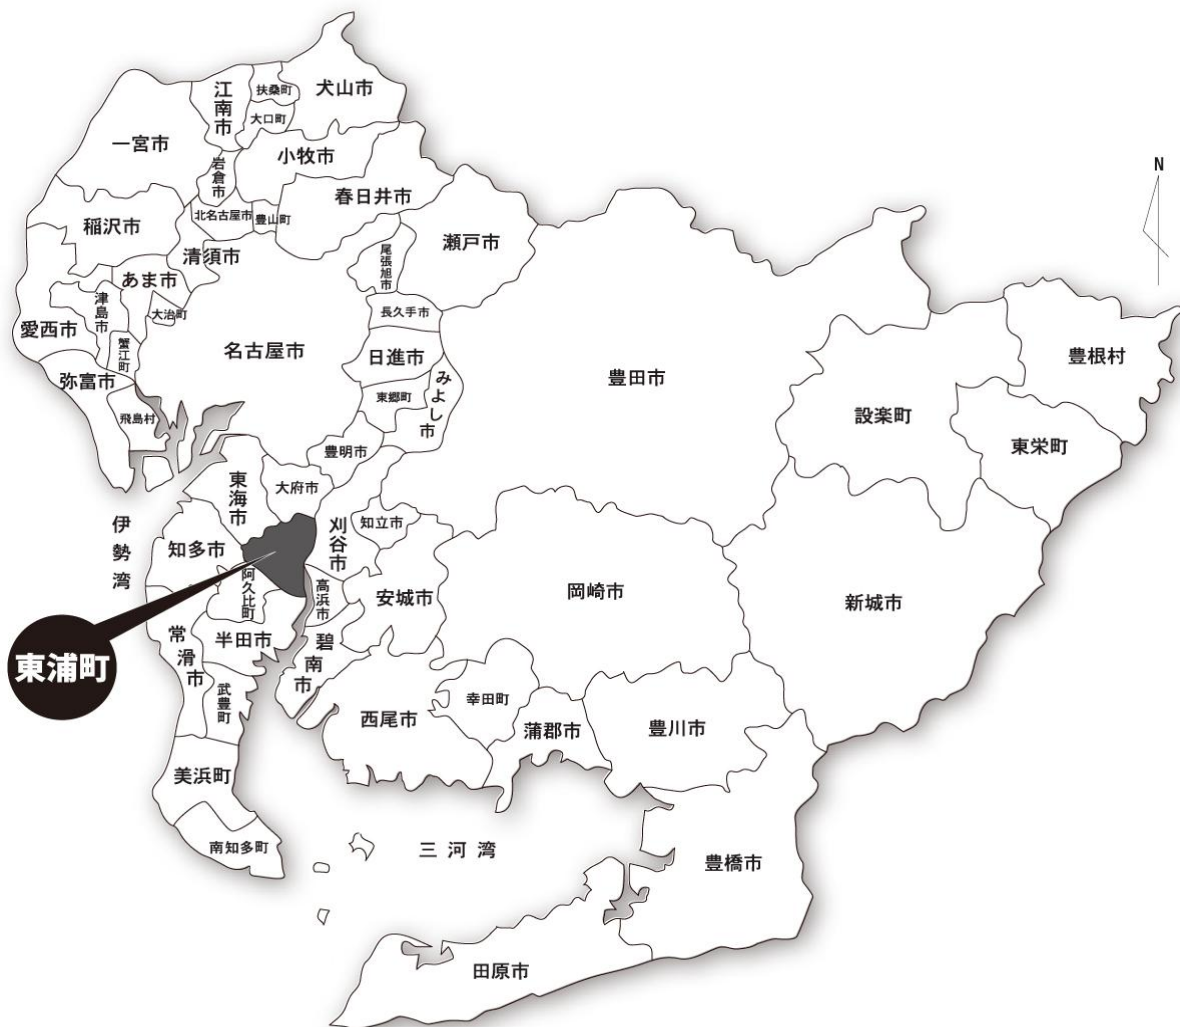 犬山市
扶桑町
江南市
大口町
一宮市
小牧市
岩倉市
春日井市
N
稲沢市
北名古屋市
豊山町
瀬戸市
清須市
尾張旭市
あま市
津島市
大治町
長久手市
愛西市
蟹江町
名古屋市
日進市
豊根村
弥富市
みよし市
豊田市
東郷町
飛島村
設楽町
東栄町
豊明市
東海市
大府市
伊勢湾
刈谷市
知立市
知多市
阿久比町
高浜市
安城市
岡崎市
新城市
東浦町
常滑市
半田市
碧南市
武豊町
幸田町
西尾市
蒲郡市
豊川市
美浜町
南知多町
三河湾
豊橋市
田原市